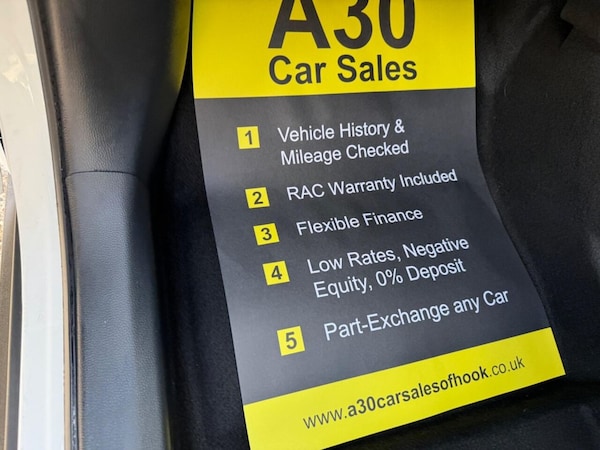 A30
Car Sales
1 Vehicle History &
Mileage Checked
2 RAC Warranty Included
3 Flexible Finance
4 Low Rates, Negative
Equity, 0% Deposit
5 Part-Exchange any Car
www.a30carsalesofhook.co.uk